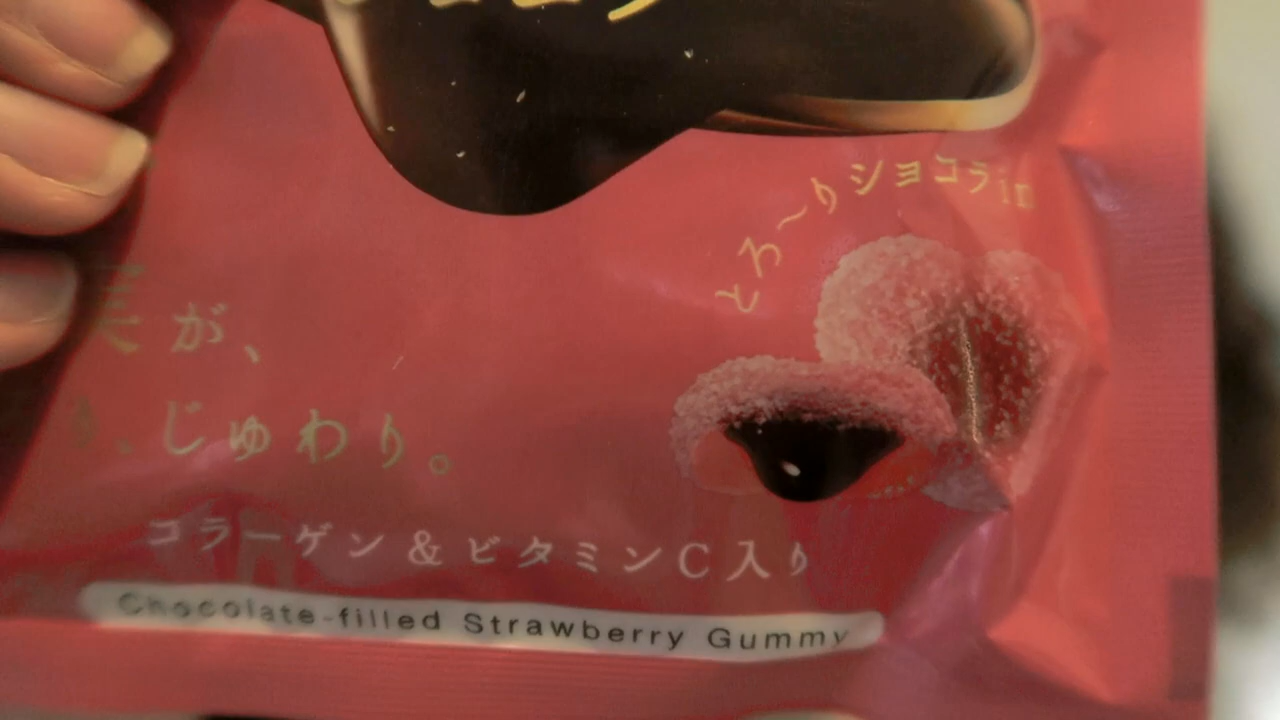 とろ〜りショコラin
実が、
じゅわり。
コラーゲン & ビタミンC入り
Chocolate-filled Strawberry Gummy